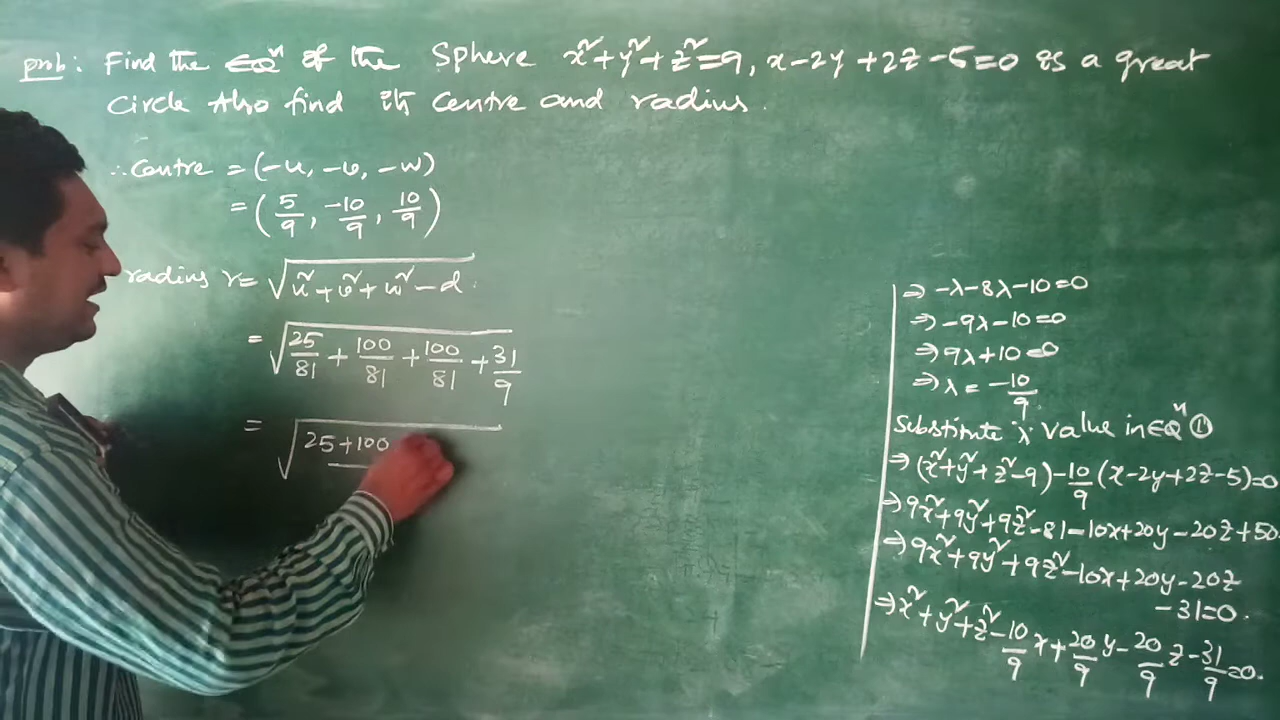 prob: Find the EQⁿ of the Sphere x²+y²+z²=9, x-2y+2z-5=0 is a great
Circle Also find its Centre and radius.
∴ Centre = (-u, -v, -w)
= (5/9, -10/9, 10/9)
radius r = √(u²+v²+w²-d).
= √(25/81 + 100/81 + 100/81 + 31/9)
= √(25+100
⇒ -λ-8λ-10=0
⇒ -9λ-10=0
⇒ 9λ+10=0
⇒ λ = -10/9.
Substitute λ value in EQⁿ ①
⇒ (x²+y²+z²-9)-10/9(x-2y+2z-5)=0
⇒ 9x²+9y²+9z²-81-10x+20y-20z+50
⇒ 9x²+9y²+9z²-10x+20y-20z
-31=0.
⇒ x²+y²+z²-10/9x+20/9y-20/9z-31/9=0.